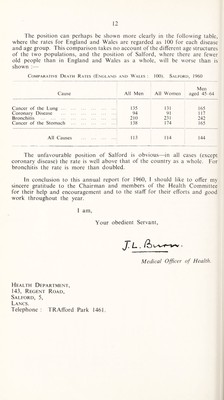 12
The position can perhaps be shown more clearly in the following table,
where the rates for England and Wales are regarded as 100 for each disease
and age group. This comparison takes no account of the different age structures
of the two populations, and the position of Salford, where there are fewer
old people than in England and Wales as a whole, will be worse than is
shown :—
COMPARATIVE DEATH RATES (ENGLAND AND WALES : 100). SALFORD, 1960
Cause All Men All Women Men aged 45-64
Cancer of the Lung 135 131 165
Coronary Disease 94 91 117
Bronchitis 210 231 242
Cancer of the Stomach 138 174 165
All Causes 113 114 144
The unfavourable position of Salford is obvious—in all cases (except
coronary disease) the rate is well above that of the country as a whole. For
bronchitis the rate is more than doubled.
In conclusion to this annual report for 1960, I should like to offer my
sincere gratitude to the Chairman and members of the Health Committee
for their help and encouragement and to the staff for their efforts and good
work throughout the year.
I am,
Your obedient Servant,
J. L. Burn.
Medical Officer of Health.
HEALTH DEPARTMENT,
143, REGENT ROAD,
SALFORD, 5,
LANCS.
Telephone : TRAfford Park 1461.